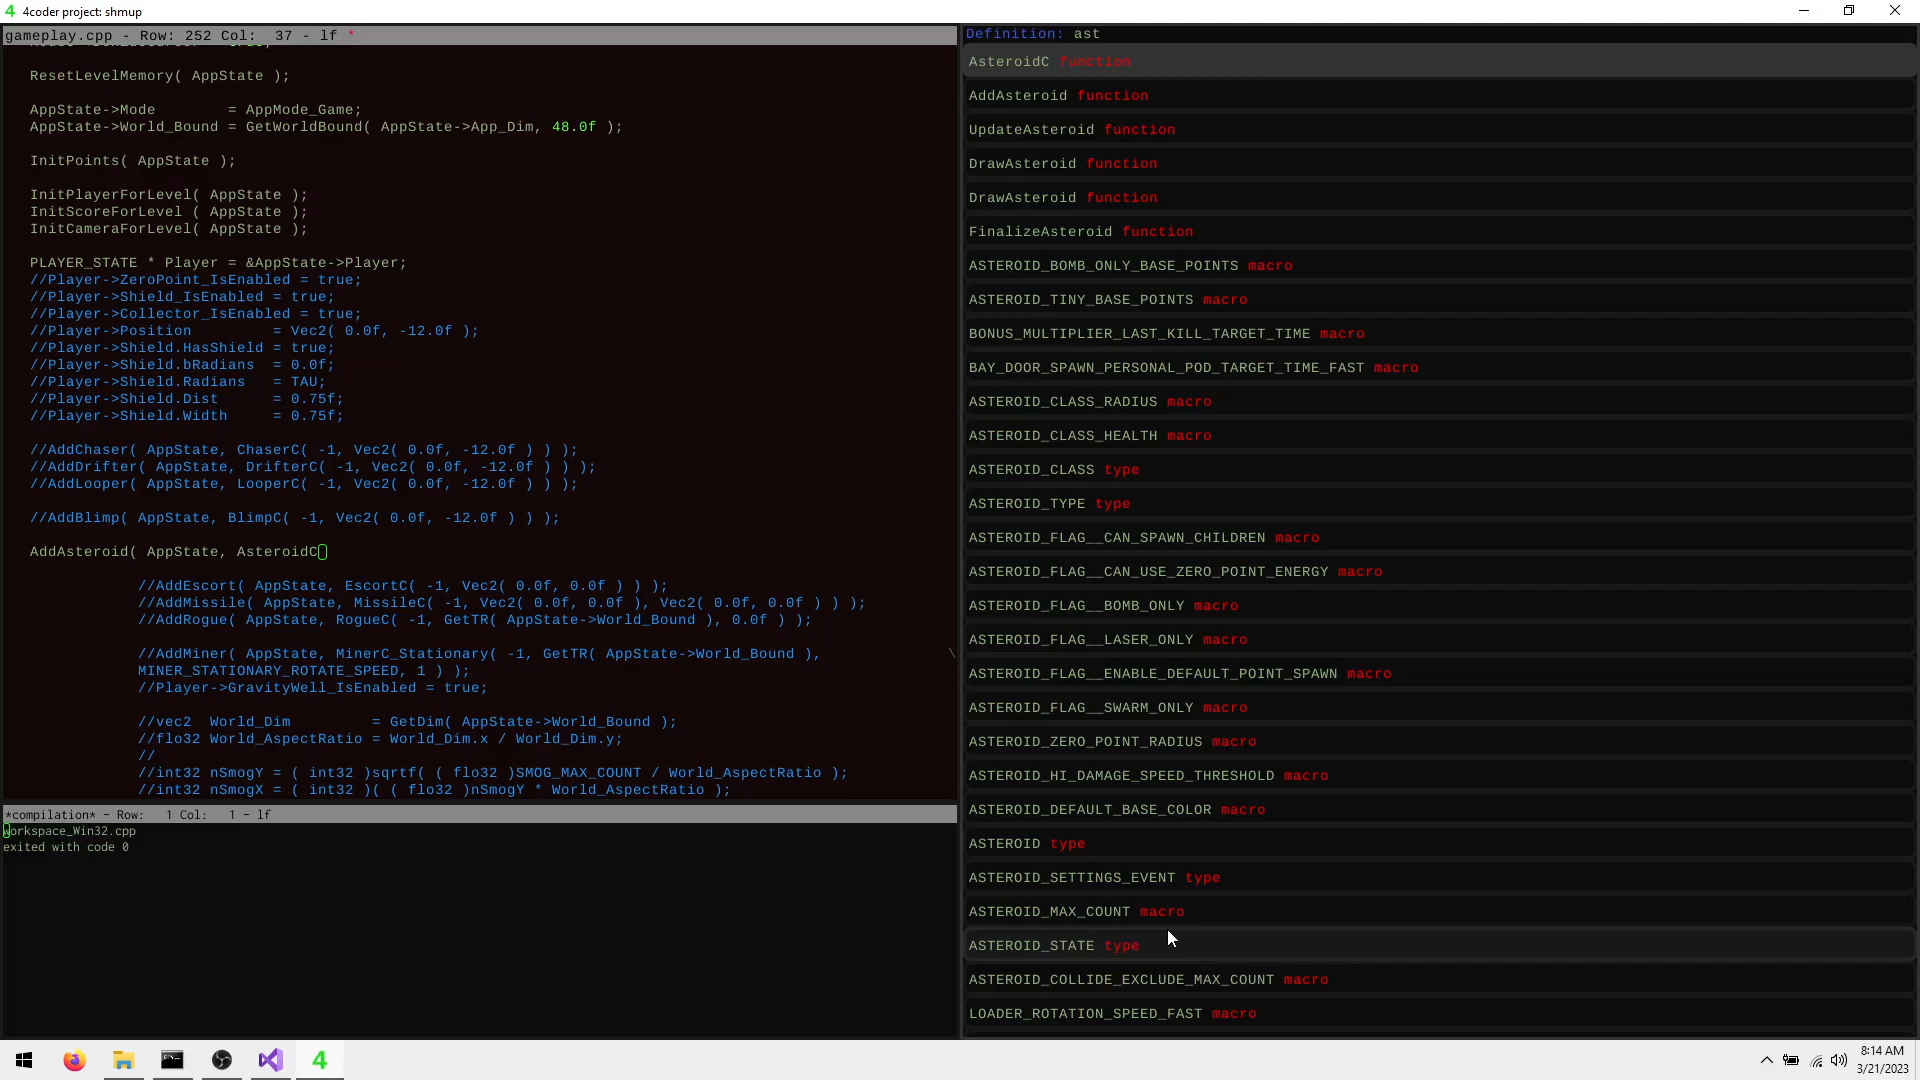 4 4coder project: shmup
gameplay.cpp - Row: 252 Col:  37 - lf *
ResetLevelMemory( AppState );
AppState->Mode        = AppMode_Game;
AppState->World_Bound = GetWorldBound( AppState->App_Dim, 48.0f );
InitPoints( AppState );
InitPlayerForLevel( AppState );
InitScoreForLevel ( AppState );
InitCameraForLevel( AppState );
PLAYER_STATE * Player = &AppState->Player;
//Player->ZeroPoint_IsEnabled = true;
//Player->Shield_IsEnabled = true;
//Player->Collector_IsEnabled = true;
//Player->Position         = Vec2( 0.0f, -12.0f );
//Player->Shield.HasShield = true;
//Player->Shield.bRadians  = 0.0f;
//Player->Shield.Radians   = TAU;
//Player->Shield.Dist      = 0.75f;
//Player->Shield.Width     = 0.75f;
//AddChaser( AppState, ChaserC( -1, Vec2( 0.0f, -12.0f ) ) );
//AddDrifter( AppState, DrifterC( -1, Vec2( 0.0f, -12.0f ) ) );
//AddLooper( AppState, LooperC( -1, Vec2( 0.0f, -12.0f ) ) );
//AddBlimp( AppState, BlimpC( -1, Vec2( 0.0f, -12.0f ) ) );
AddAsteroid( AppState, AsteroidC
//AddEscort( AppState, EscortC( -1, Vec2( 0.0f, 0.0f ) ) );
//AddMissile( AppState, MissileC( -1, Vec2( 0.0f, 0.0f ), Vec2( 0.0f, 0.0f ) ) );
//AddRogue( AppState, RogueC( -1, GetTR( AppState->World_Bound ), 0.0f ) );
//AddMiner( AppState, MinerC_Stationary( -1, GetTR( AppState->World_Bound ), \
MINER_STATIONARY_ROTATE_SPEED, 1 ) );
//Player->GravityWell_IsEnabled = true;
//vec2  World_Dim         = GetDim( AppState->World_Bound );
//flo32 World_AspectRatio = World_Dim.x / World_Dim.y;
//
//int32 nSmogY = ( int32 )sqrtf( ( flo32 )SMOG_MAX_COUNT / World_AspectRatio );
//int32 nSmogX = ( int32 )( ( flo32 )nSmogY * World_AspectRatio );
*compilation* - Row:   1 Col:   1 - lf
workspace_Win32.cpp
exited with code 0
Definition: ast
AsteroidC function
AddAsteroid function
UpdateAsteroid function
DrawAsteroid function
DrawAsteroid function
FinalizeAsteroid function
ASTEROID_BOMB_ONLY_BASE_POINTS macro
ASTEROID_TINY_BASE_POINTS macro
BONUS_MULTIPLIER_LAST_KILL_TARGET_TIME macro
BAY_DOOR_SPAWN_PERSONAL_POD_TARGET_TIME_FAST macro
ASTEROID_CLASS_RADIUS macro
ASTEROID_CLASS_HEALTH macro
ASTEROID_CLASS type
ASTEROID_TYPE type
ASTEROID_FLAG__CAN_SPAWN_CHILDREN macro
ASTEROID_FLAG__CAN_USE_ZERO_POINT_ENERGY macro
ASTEROID_FLAG__BOMB_ONLY macro
ASTEROID_FLAG__LASER_ONLY macro
ASTEROID_FLAG__ENABLE_DEFAULT_POINT_SPAWN macro
ASTEROID_FLAG__SWARM_ONLY macro
ASTEROID_ZERO_POINT_RADIUS macro
ASTEROID_HI_DAMAGE_SPEED_THRESHOLD macro
ASTEROID_DEFAULT_BASE_COLOR macro
ASTEROID type
ASTEROID_SETTINGS_EVENT type
ASTEROID_MAX_COUNT macro
ASTEROID_STATE type
ASTEROID_COLLIDE_EXCLUDE_MAX_COUNT macro
LOADER_ROTATION_SPEED_FAST macro
4
8:14 AM
3/21/2023